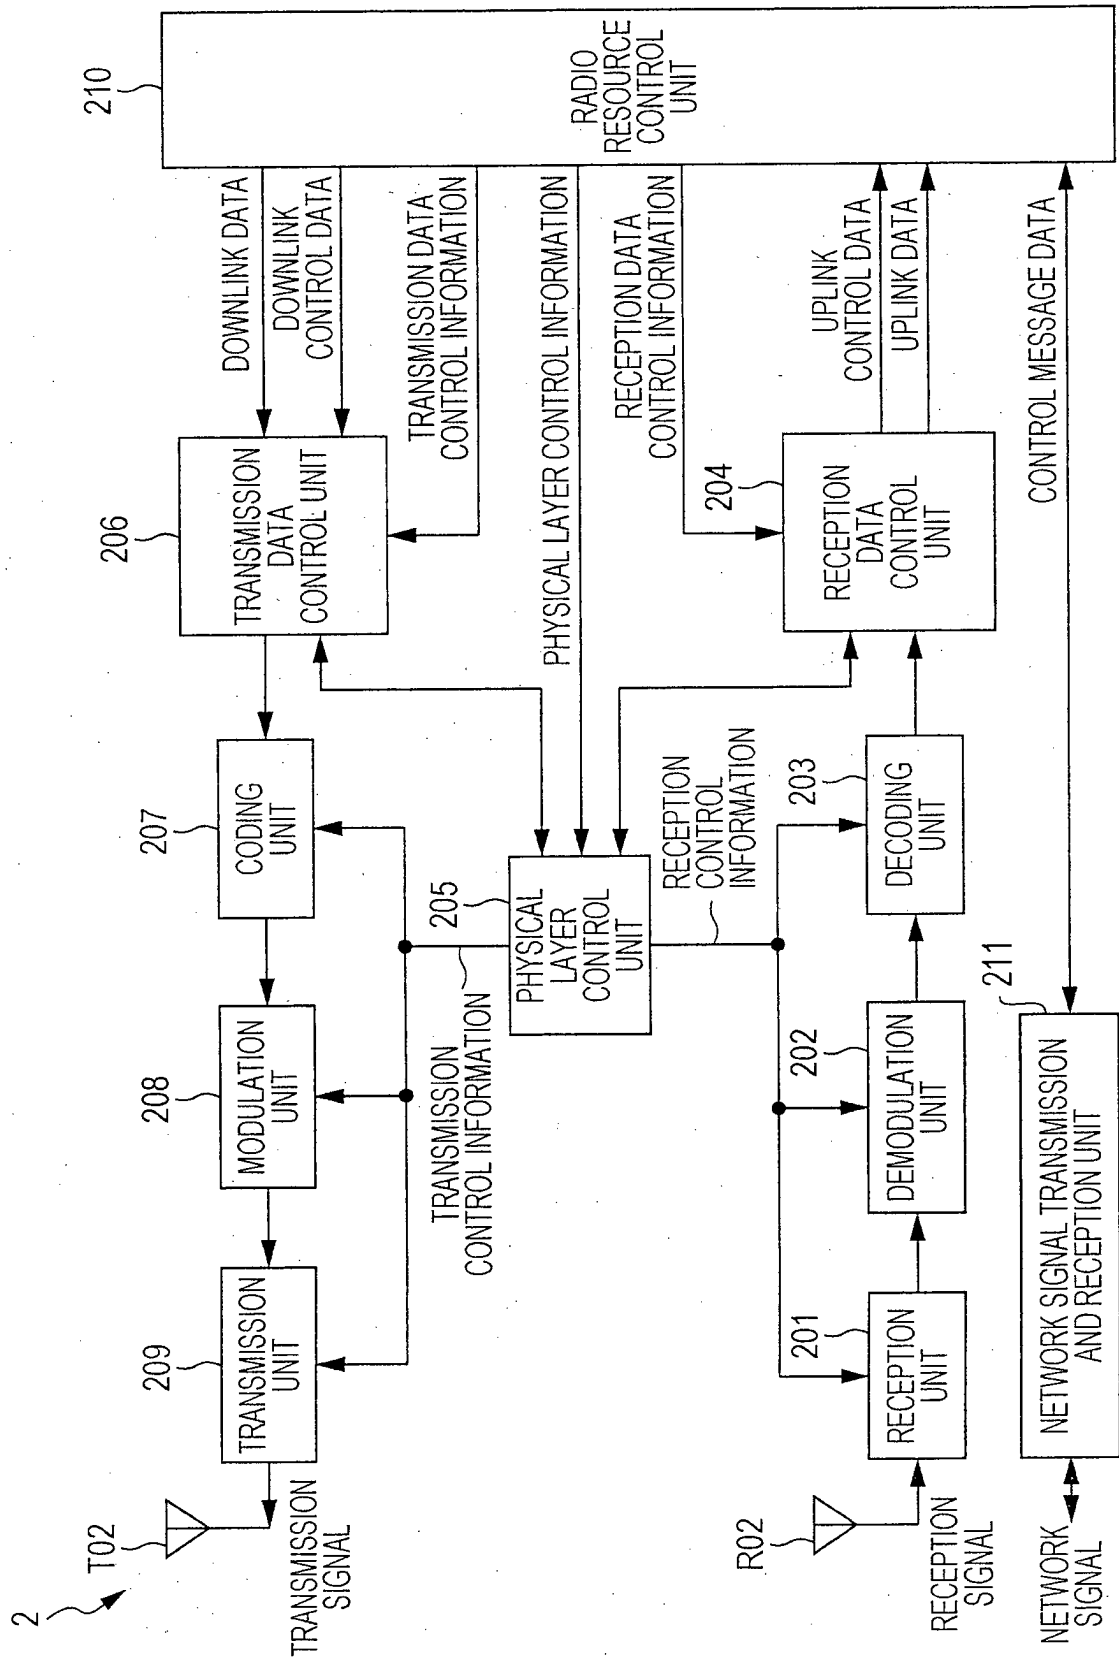 2
T02
TRANSMISSION
SIGNAL
209
TRANSMISSION
UNIT
208
MODULATION
UNIT
207
CODING
UNIT
206
TRANSMISSION
DATA
CONTROL UNIT
DOWNLINK DATA
DOWNLINK
CONTROL DATA
TRANSMISSION DATA
CONTROL INFORMATION
210
RADIO
RESOURCE
CONTROL
UNIT
TRANSMISSION
CONTROL INFORMATION
205
PHYSICAL
LAYER
CONTROL
UNIT
PHYSICAL LAYER CONTROL INFORMATION
RECEPTION
CONTROL
INFORMATION
RECEPTION DATA
CONTROL INFORMATION
R02
RECEPTION
SIGNAL
201
RECEPTION
UNIT
202
DEMODULATION
UNIT
203
DECODING
UNIT
204
RECEPTION
DATA
CONTROL
UNIT
UPLINK
CONTROL DATA
UPLINK DATA
NETWORK
SIGNAL
211
NETWORK SIGNAL TRANSMISSION
AND RECEPTION UNIT
CONTROL MESSAGE DATA